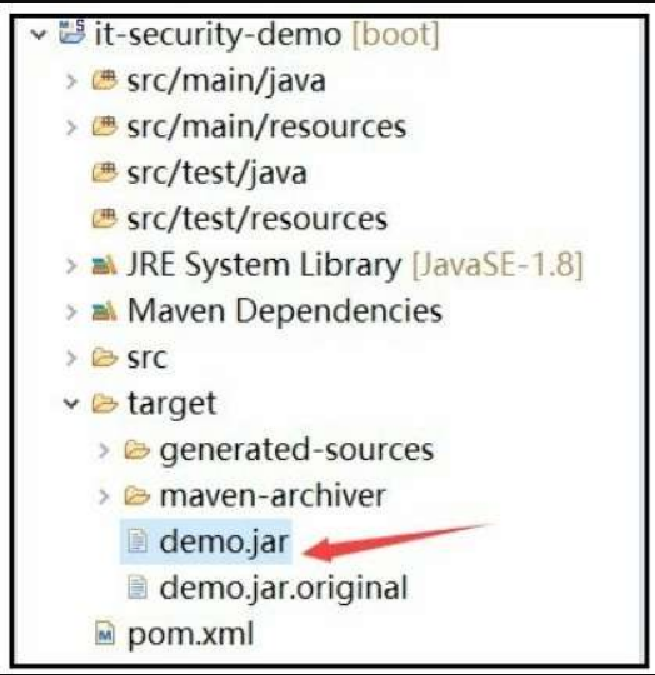 it-security-demo [boot]
src/main/java
src/main/resources
src/test/java
src/test/resources
JRE System Library [JavaSE-1.8]
Maven Dependencies
src
target
generated-sources
maven-archiver
demo.jar
demo.jar.original
pom.xml